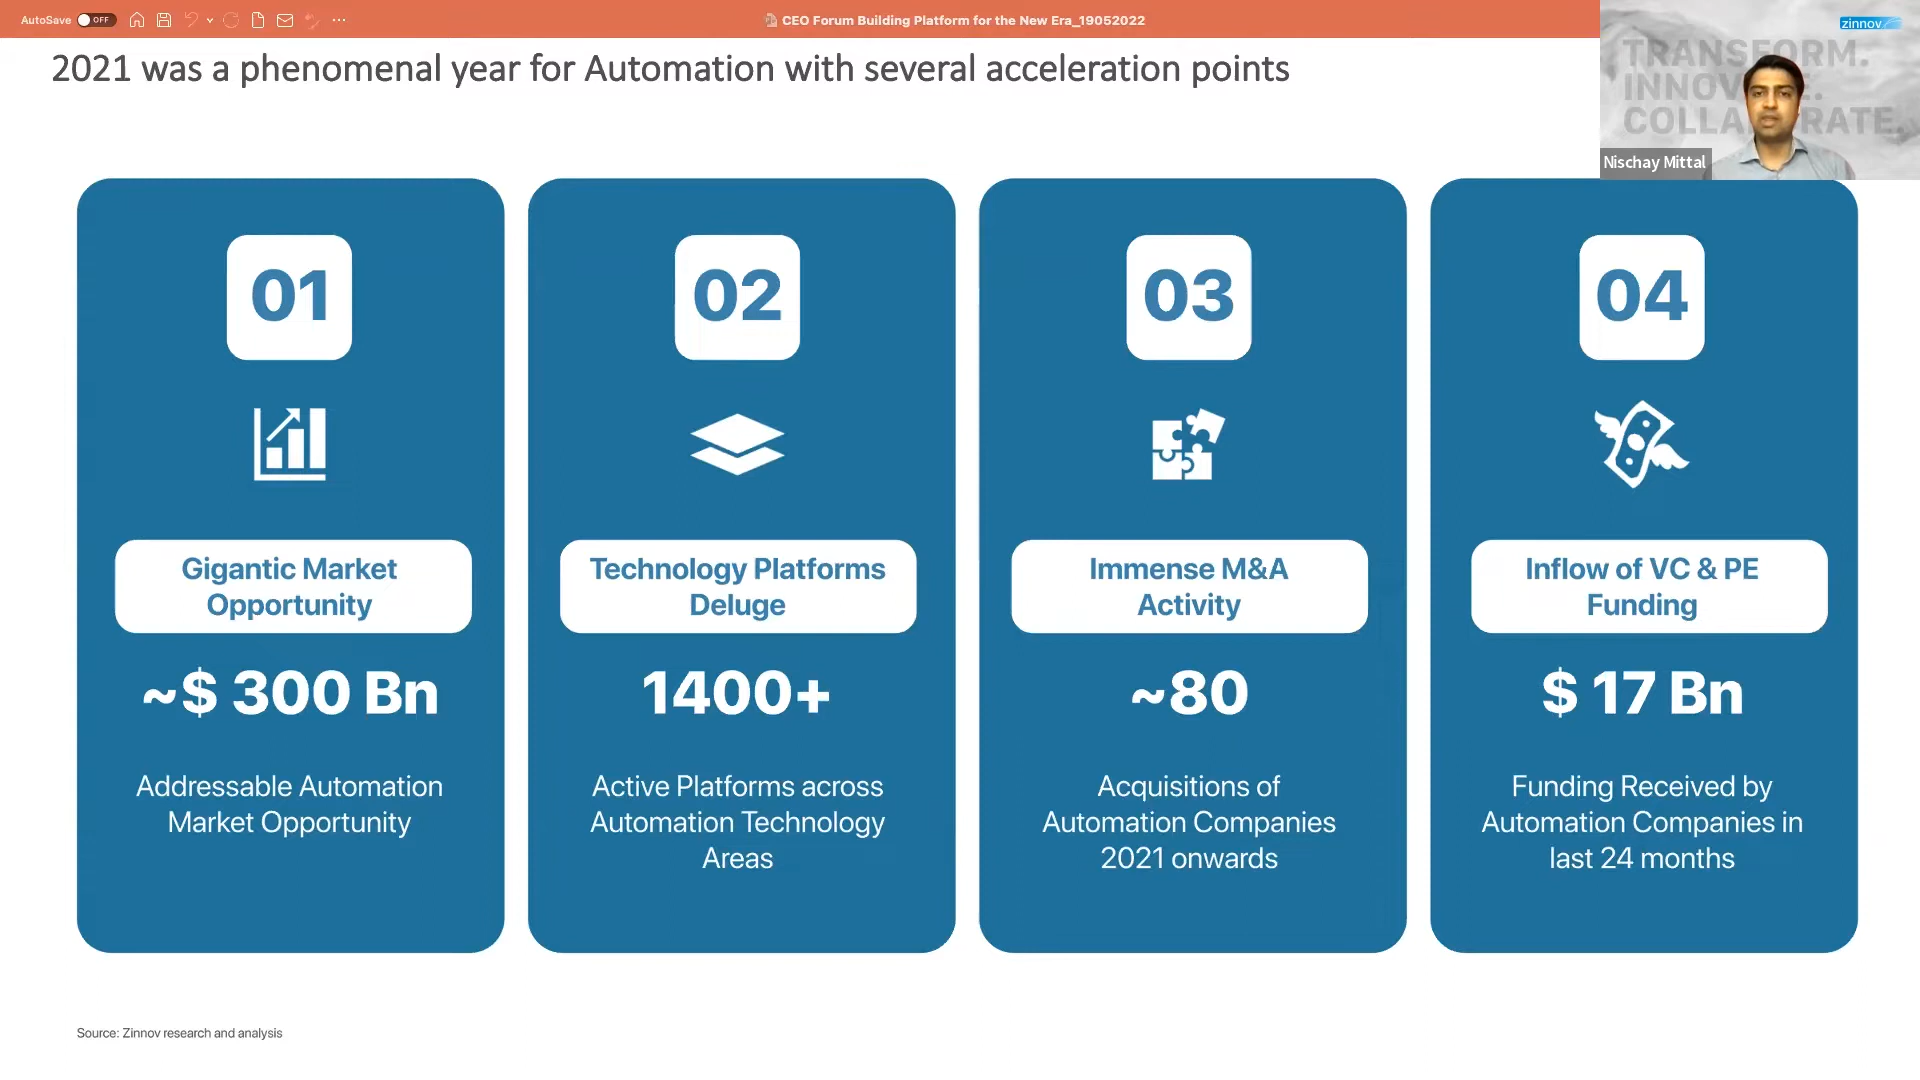 AutoSave OFF
CEO Forum Building Platform for the New Era_19052022
zinnov
2021 was a phenomenal year for Automation with several acceleration points
TRANSFORM.
COLLA RATE.
Nischay Mittal
01
02
03
04
Gigantic Market
Opportunity
~$ 300 Bn
Addressable Automation
Market Opportunity
Technology Platforms
Deluge
1400+
Active Platforms across
Automation Technology
Areas
Immense M&A
Activity
~80
Acquisitions of
Automation Companies
2021 onwards
Inflow of VC & PE
Funding
$ 17 Bn
Funding Received by
Automation Companies in
last 24 months
Source: Zinnov research and analysis